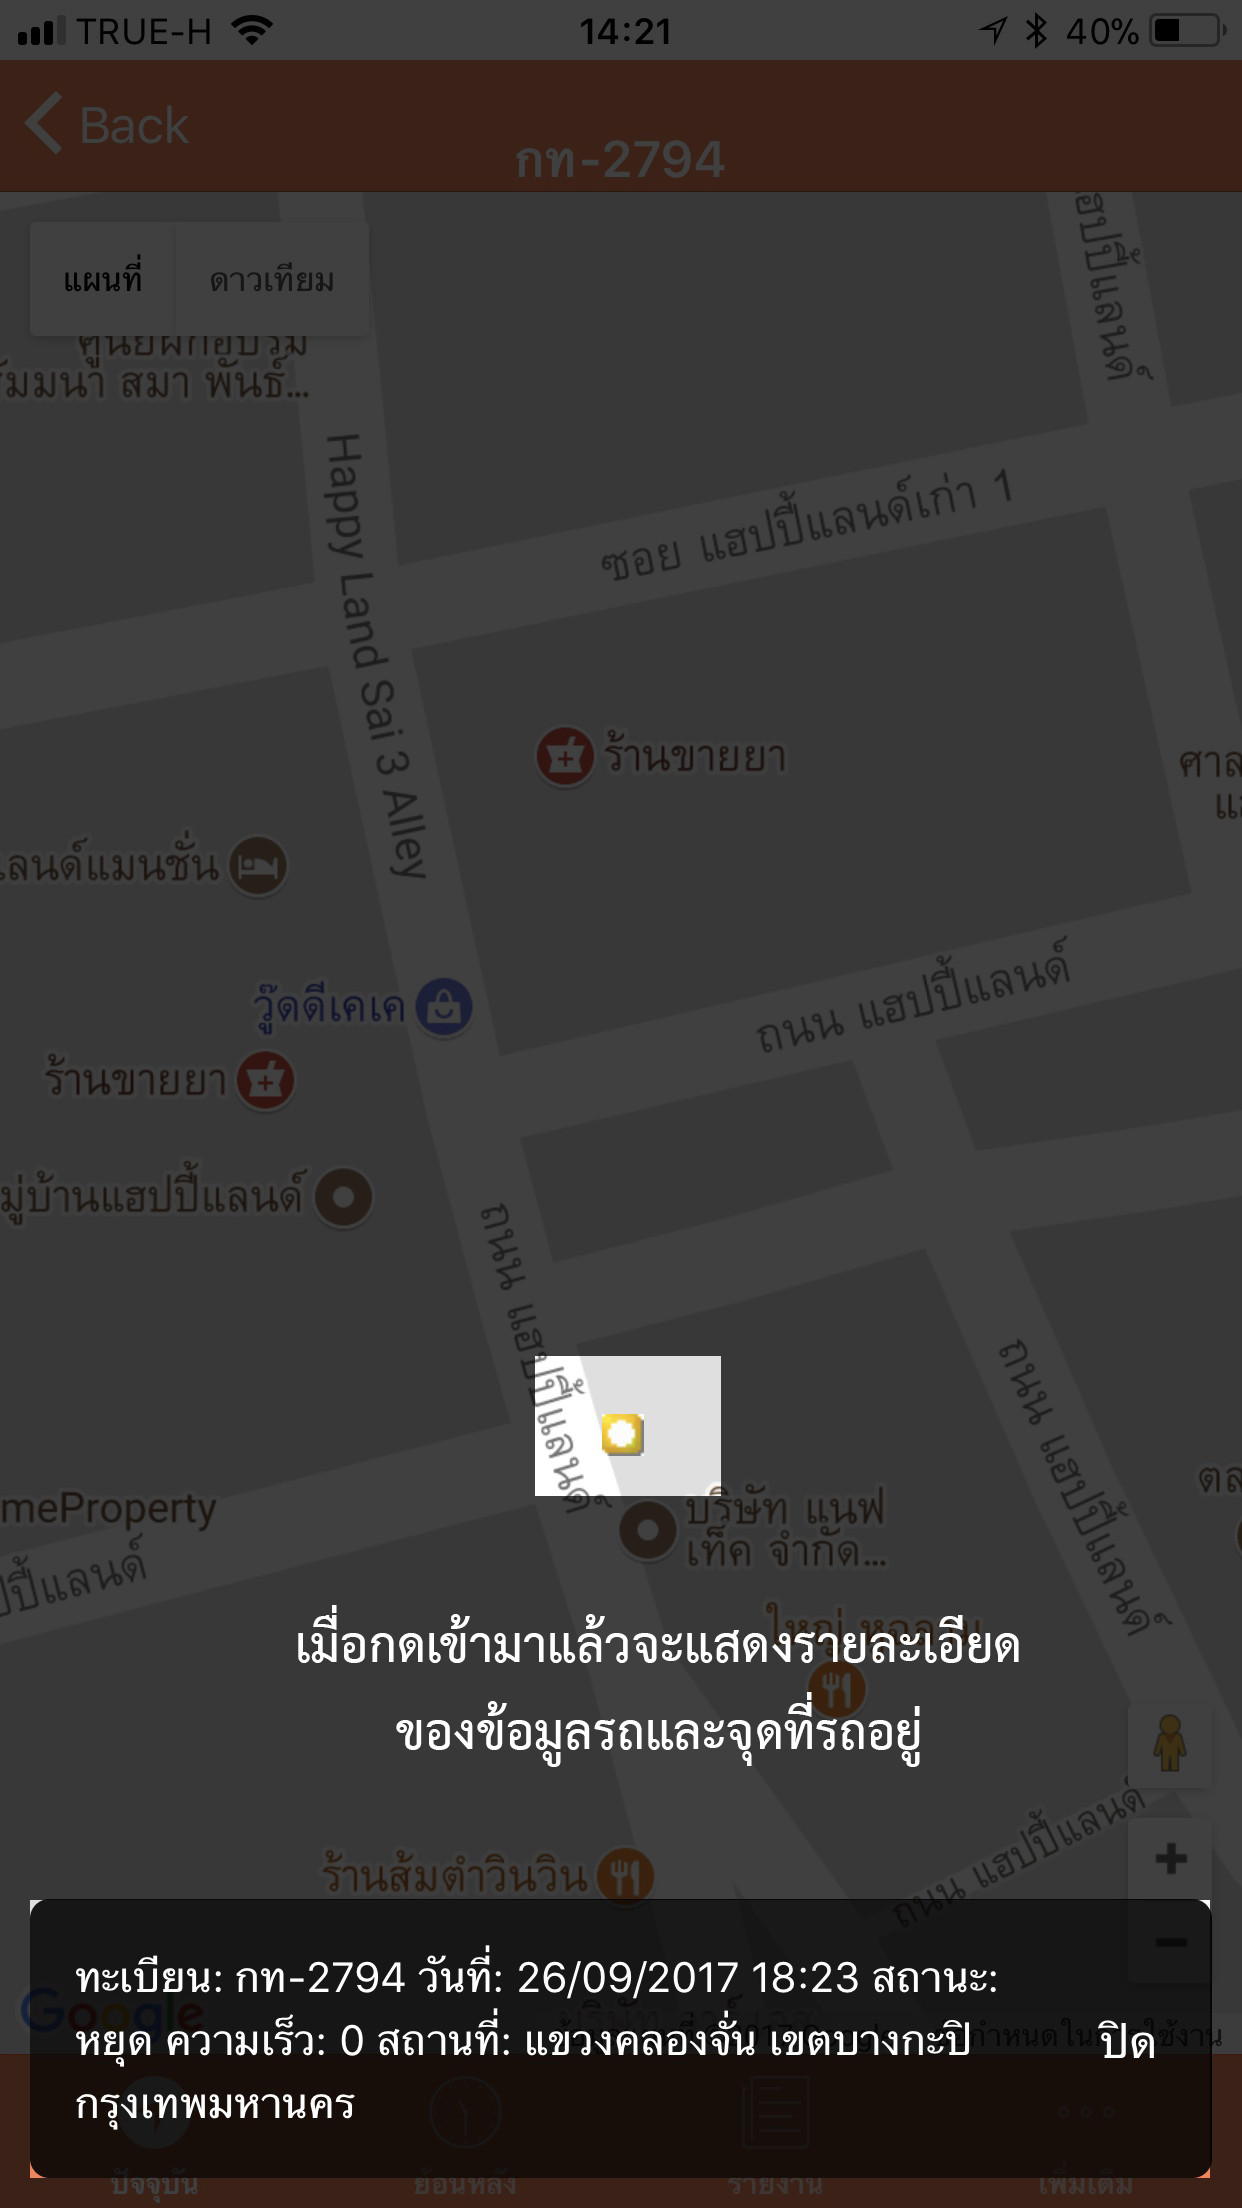 TRUE-H 14:21 40%
Back
กท-2794
แผนที่ ดาวเทียม
ศูนย์ฝึกอบรม
สัมมนา สมา พันธ์...
แฮปปี้แลนด์
Happy Land Sai 3 Alley
ซอย แฮปปี้แลนด์เก่า 1
ร้านขายยา
ศาล
แลนด์แมนชั่น
วู๊ดดีเคเค
ถนน แฮปปี้แลนด์
ร้านขายยา
หมู่บ้านแฮปปี้แลนด์
ถนน แฮปปี้แลนด์
ถนน แฮปปี้แลนด์
meProperty
บริษัท แนฟ
เท็ค จำกัด...
ปปี้แลนด์
เมื่อกดเข้ามาแล้วจะแสดงรายละเอียด
ของข้อมูลรถและจุดที่รถอยู่
ถนน แฮปปี้แลนด์
ร้านส้มตำวินวิน
ทะเบียน: กท-2794 วันที่: 26/09/2017 18:23 สถานะ:
หยุด ความเร็ว: 0 สถานที่: แขวงคลองจั่น เขตบางกะปิ
กรุงเทพมหานคร
ปิด
Google
ปัจจุบัน ย้อนหลัง รายงาน เพิ่มเติม